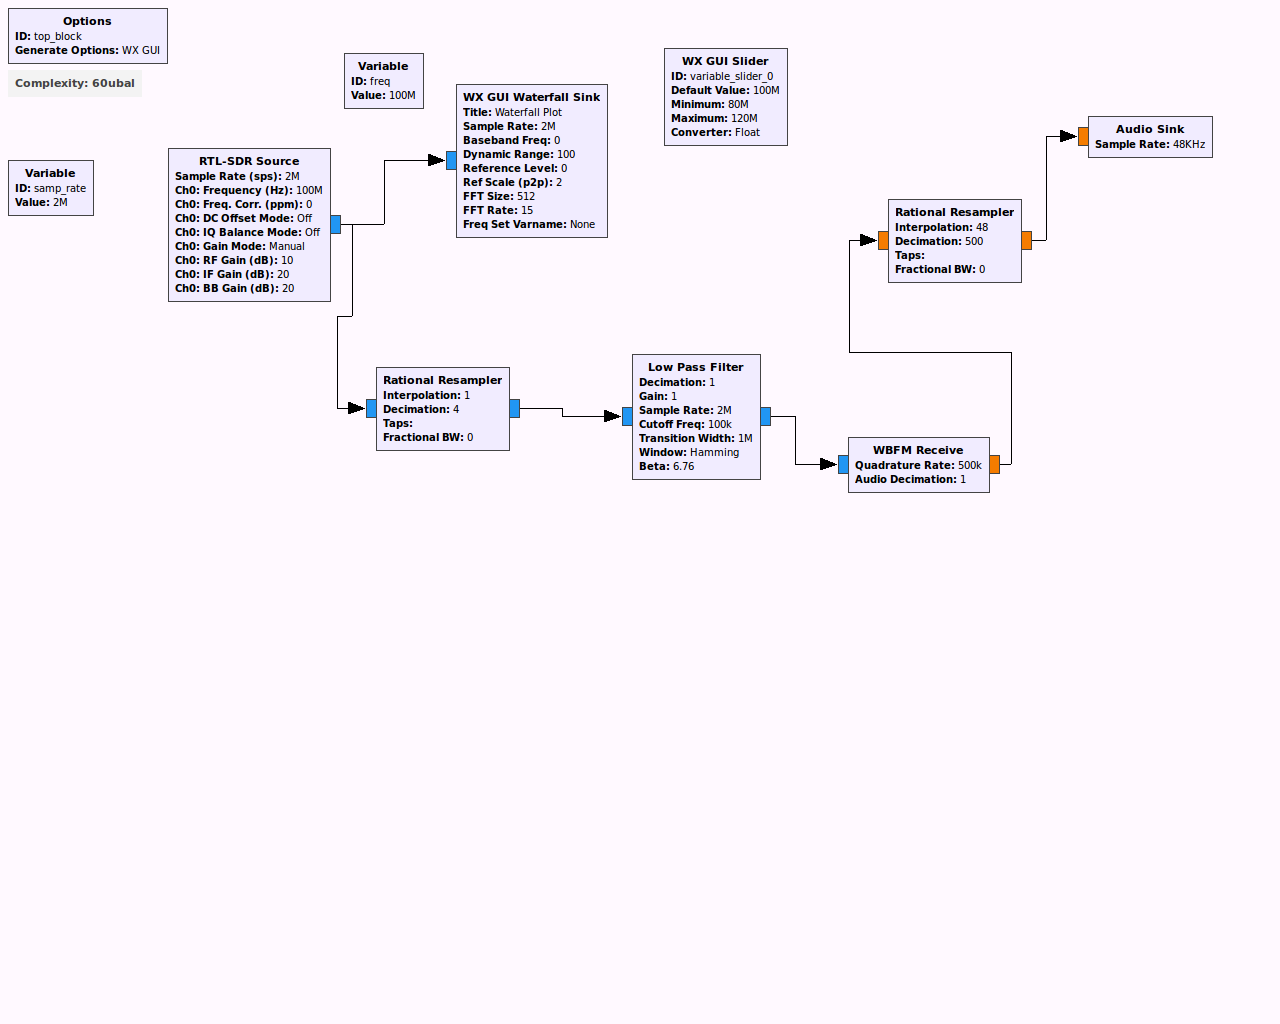 Options
ID: top_block
Generate Options: WX GUI
Complexity: 60ubal
Variable
ID: freq
Value: 100M
WX GUI Slider
ID: variable_slider_0
Default Value: 100M
Minimum: 80M
Maximum: 120M
Converter: Float
WX GUI Waterfall Sink
Title: Waterfall Plot
Sample Rate: 2M
Baseband Freq: 0
Dynamic Range: 100
Reference Level: 0
Ref Scale (p2p): 2
FFT Size: 512
FFT Rate: 15
Freq Set Varname: None
Audio Sink
Sample Rate: 48KHz
Variable
ID: samp_rate
Value: 2M
RTL-SDR Source
Sample Rate (sps): 2M
Ch0: Frequency (Hz): 100M
Ch0: Freq. Corr. (ppm): 0
Ch0: DC Offset Mode: Off
Ch0: IQ Balance Mode: Off
Ch0: Gain Mode: Manual
Ch0: RF Gain (dB): 10
Ch0: IF Gain (dB): 20
Ch0: BB Gain (dB): 20
Rational Resampler
Interpolation: 48
Decimation: 500
Taps:
Fractional BW: 0
Rational Resampler
Interpolation: 1
Decimation: 4
Taps:
Fractional BW: 0
Low Pass Filter
Decimation: 1
Gain: 1
Sample Rate: 2M
Cutoff Freq: 100k
Transition Width: 1M
Window: Hamming
Beta: 6.76
WBFM Receive
Quadrature Rate: 500k
Audio Decimation: 1